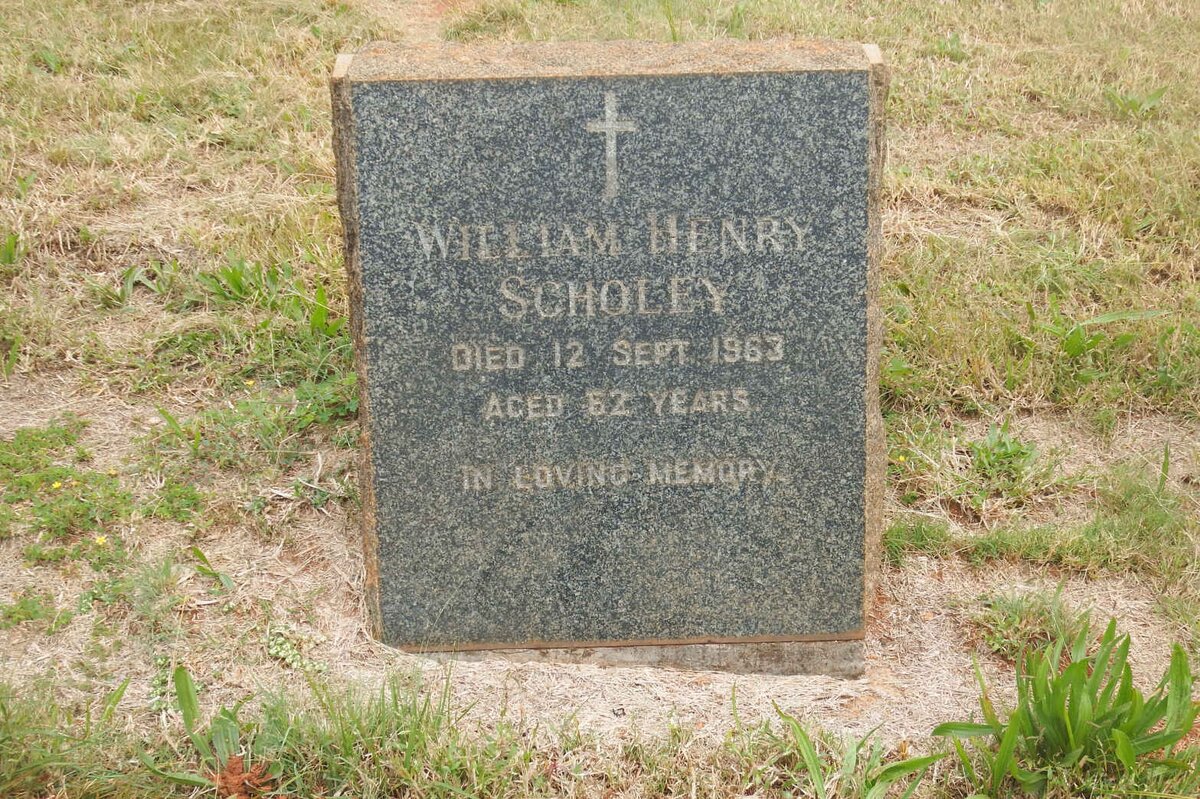 WILLIAM HENRY
SCHOLEY
DIED 12 SEPT 1963
AGED 62 YEARS
IN LOVING MEMORY.